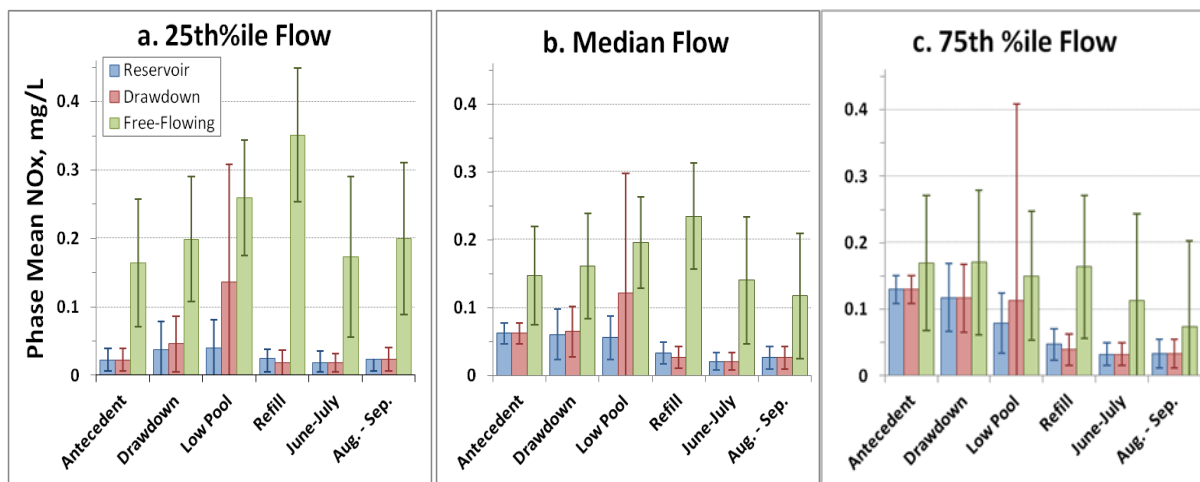 a. 25th%ile Flow
Reservoir
Drawdown
Free-Flowing
Phase Mean NOx, mg/L
0.4
0.3
0.2
0.1
0
Antecedent
Drawdown
Low Pool
Refill
June-July
Aug. - Sep.
b. Median Flow
0.4
0.3
0.2
0.1
0
Antecedent
Drawdown
Low Pool
Refill
June-July
Aug. - Sep.
c. 75th %ile Flow
0.4
0.3
0.2
0.1
0
Antecedent
Drawdown
Low Pool
Refill
June-July
Aug. - Sep.